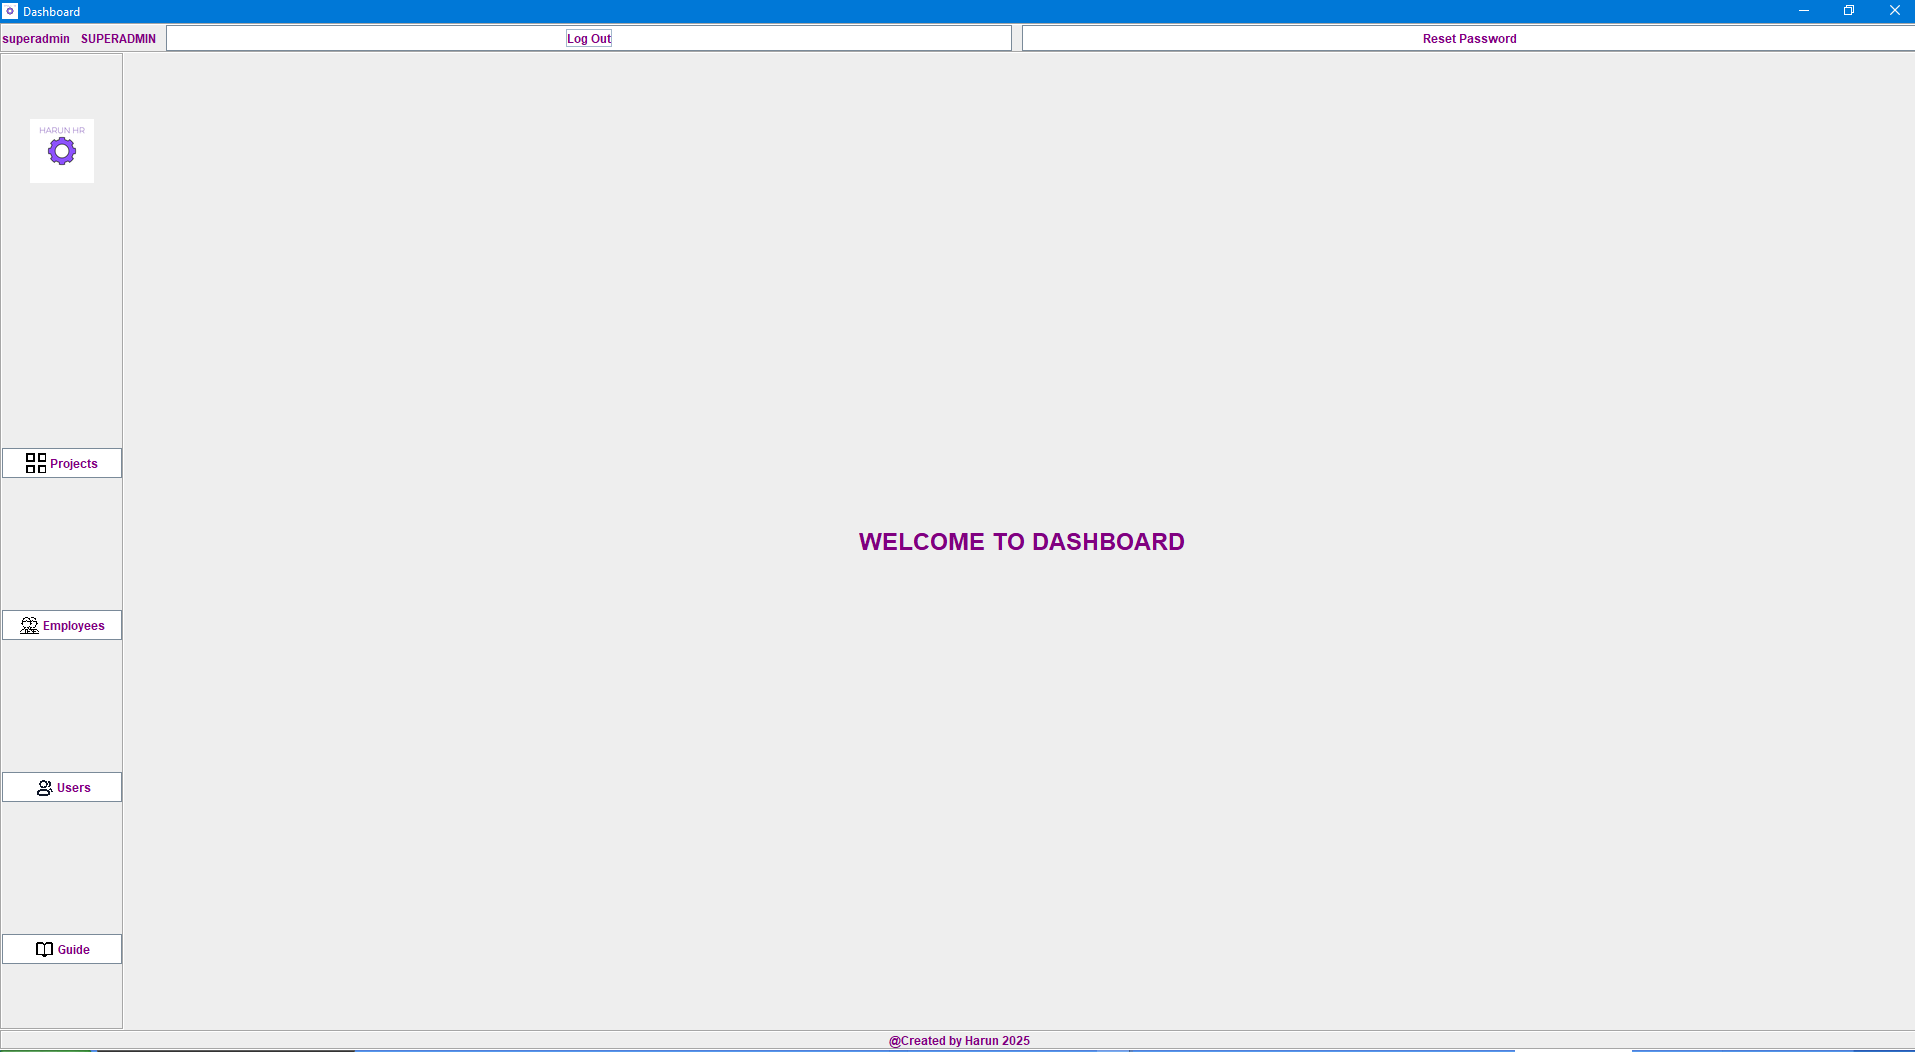 Dashboard
superadmin SUPERADMIN Log Out Reset Password
HARUN HR
Projects
WELCOME TO DASHBOARD
Employees
Users
Guide
@Created by Harun 2025